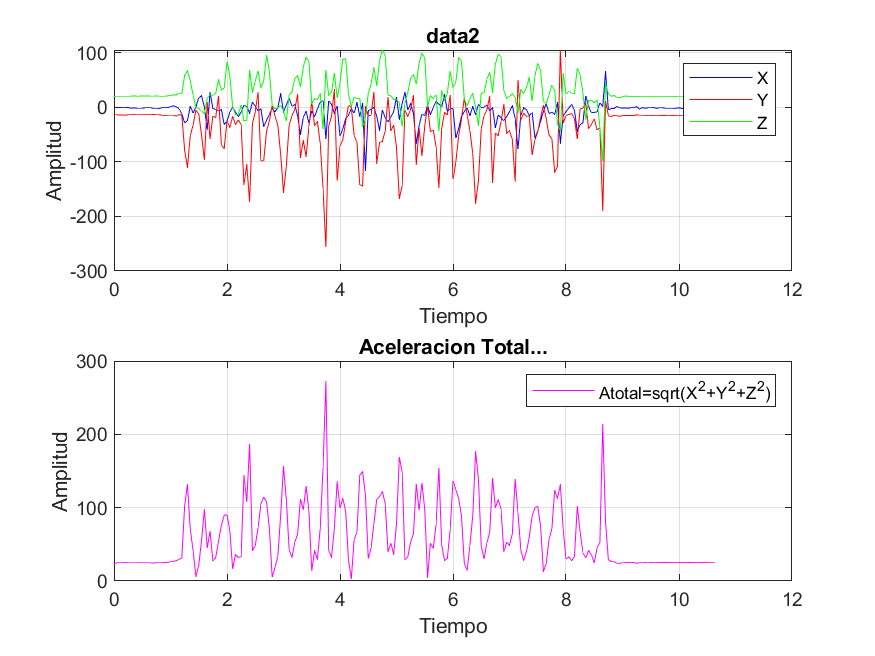 data2
100
0
-100
-200
-300
Amplitud
X
Y
Z
0 2 4 6 8 10 12
Tiempo
Aceleracion Total...
300
200
100
0
Amplitud
Atotal=sqrt(X²+Y²+Z²)
0 2 4 6 8 10 12
Tiempo